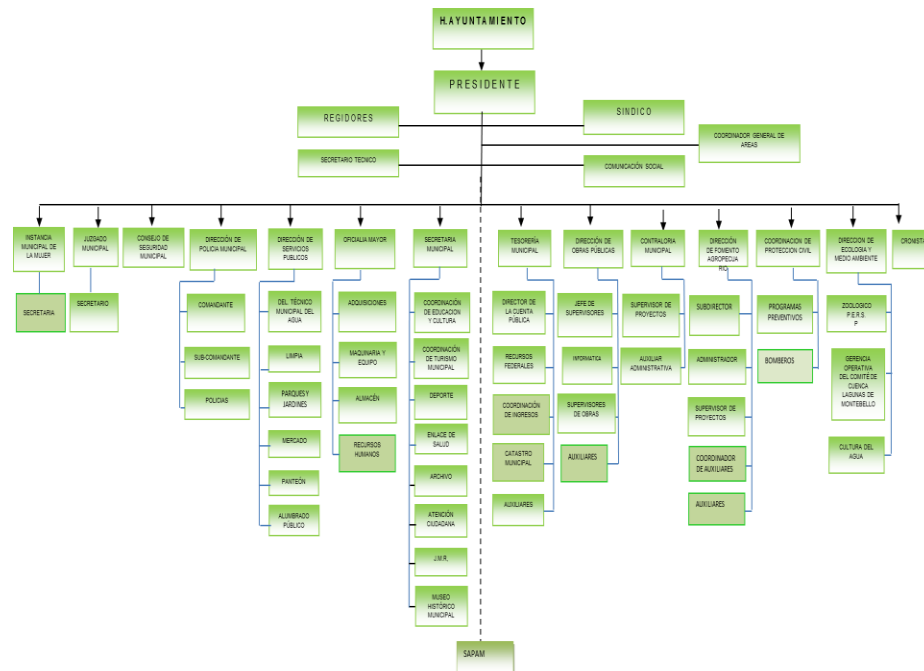 H.AYUNTAMIENTO
PRESIDENTE
REGIDORES
SINDICO
COORDINADOR GENERAL DE
AREAS
SECRETARIO TECNICO
COMUNICACIÓN SOCIAL
INSTANCIA
MUNICIPAL DE
LA MUJER
JUZGADO
MUNICIPAL
CONSEJO DE
SEGURIDAD
MUNICIPAL
DIRECCIÓN DE
POLICIA MUNICIPAL
DIRECCIÓN DE
SERVICIOS
PÚBLICOS
OFICIALIA MAYOR
SECRETARIA
MUNICIPAL
TESORERÍA
MUNICIPAL
DIRECCIÓN DE
OBRAS PÚBLICAS
CONTRALORIA
MUNICIPAL
DIRECCIÓN
DE FOMENTO
AGROPECUA
RIO
COORDINACION DE
PROTECCION CIVIL
DIRECCION DE
ECOLOGIA Y
MEDIO AMBIENTE
CRONISTA
SECRETARIA
SECRETARIO
COMANDANTE
SUB-COMANDANTE
POLICIAS
DEL TÉCNICO
MUNICIPAL DEL
AGUA
LIMPIA
PARQUES Y
JARDINES
MERCADO
PANTEÓN
ALUMBRADO
PÚBLICO
ADQUISICIONES
MAQUINARIA Y
EQUIPO
ALMACÉN
RECURSOS
HUMANOS
COORDINACIÓN
DE EDUCACION
Y CULTURA
COORDINACIÓN
DE TURISMO
MUNICIPAL
DEPORTE
ENLACE DE
SALUD
ARCHIVO
ATENCIÓN
CIUDADANA
J.M.R,
MUSEO
HISTÓRICO
MUNICIPAL
DIRECTOR DE
LA CUENTA
PÚBLICA
RECURSOS
FEDERALES
COORDINACIÓN
DE INGRESOS
CATASTRO
MUNICIPAL
AUXILIARES
JEFE DE
SUPERVISORES
INFORMATICA
SUPERVISORES
DE OBRAS
AUXILIARES
SUPERVISOR DE
PROYECTOS
AUXILIAR
ADMINISTRATIVA
SUBDIRECTOR
ADMINISTRADOR
SUPERVISOR DE
PROYECTOS
COORDINADOR
DE AUXILIARES
AUXILIARES
PROGRAMAS
PREVENTIVOS
BOMBEROS
ZOOLOGICO
P.E.R.S.
P
GERENCIA
OPERATIVA
DEL COMITÉ DE
CUENCA
LAGUNAS DE
MONTEBELLO
CULTURA DEL
AGUA
SAPAM